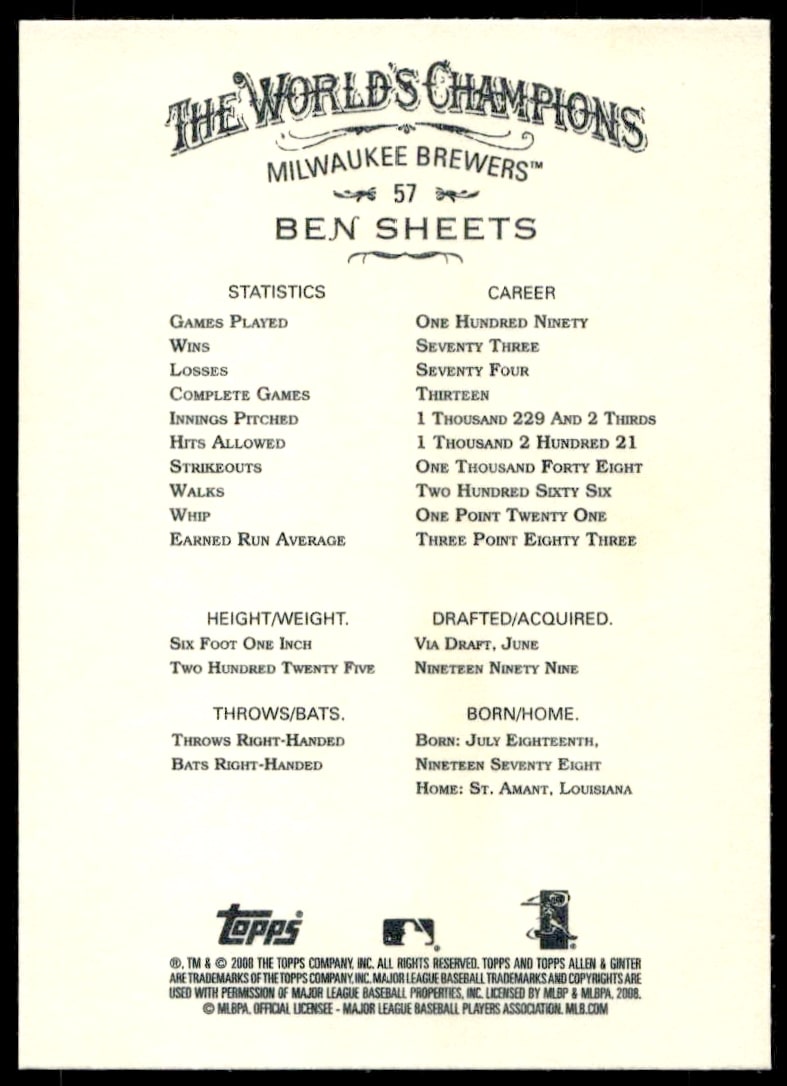 THE WORLD'S CHAMPIONS
MILWAUKEE BREWERS™
57
BEN SHEETS
STATISTICS CAREER
GAMES PLAYED ONE HUNDRED NINETY
WINS SEVENTY THREE
LOSSES SEVENTY FOUR
COMPLETE GAMES THIRTEEN
INNINGS PITCHED 1 THOUSAND 229 AND 2 THIRDS
HITS ALLOWED 1 THOUSAND 2 HUNDRED 21
STRIKEOUTS ONE THOUSAND FORTY EIGHT
WALKS TWO HUNDRED SIXTY SIX
WHIP ONE POINT TWENTY ONE
EARNED RUN AVERAGE THREE POINT EIGHTY THREE
HEIGHT/WEIGHT.
SIX FOOT ONE INCH
TWO HUNDRED TWENTY FIVE
DRAFTED/ACQUIRED.
VIA DRAFT, JUNE
NINETEEN NINETY NINE
THROWS/BATS.
THROWS RIGHT-HANDED
BATS RIGHT-HANDED
BORN/HOME.
BORN: JULY EIGHTEENTH,
NINETEEN SEVENTY EIGHT
HOME: ST. AMANT, LOUISIANA
Topps
®, TM & © 2008 THE TOPPS COMPANY, INC. ALL RIGHTS RESERVED. TOPPS AND TOPPS ALLEN & GINTER
ARE TRADEMARKS OF THE TOPPS COMPANY, INC. MAJOR LEAGUE BASEBALL TRADEMARKS AND COPYRIGHTS ARE
USED WITH PERMISSION OF MAJOR LEAGUE BASEBALL PROPERTIES, INC. LICENSED BY MLBP & MLBPA, 2008.
© MLBPA. OFFICIAL LICENSEE - MAJOR LEAGUE BASEBALL PLAYERS ASSOCIATION. MLB.COM